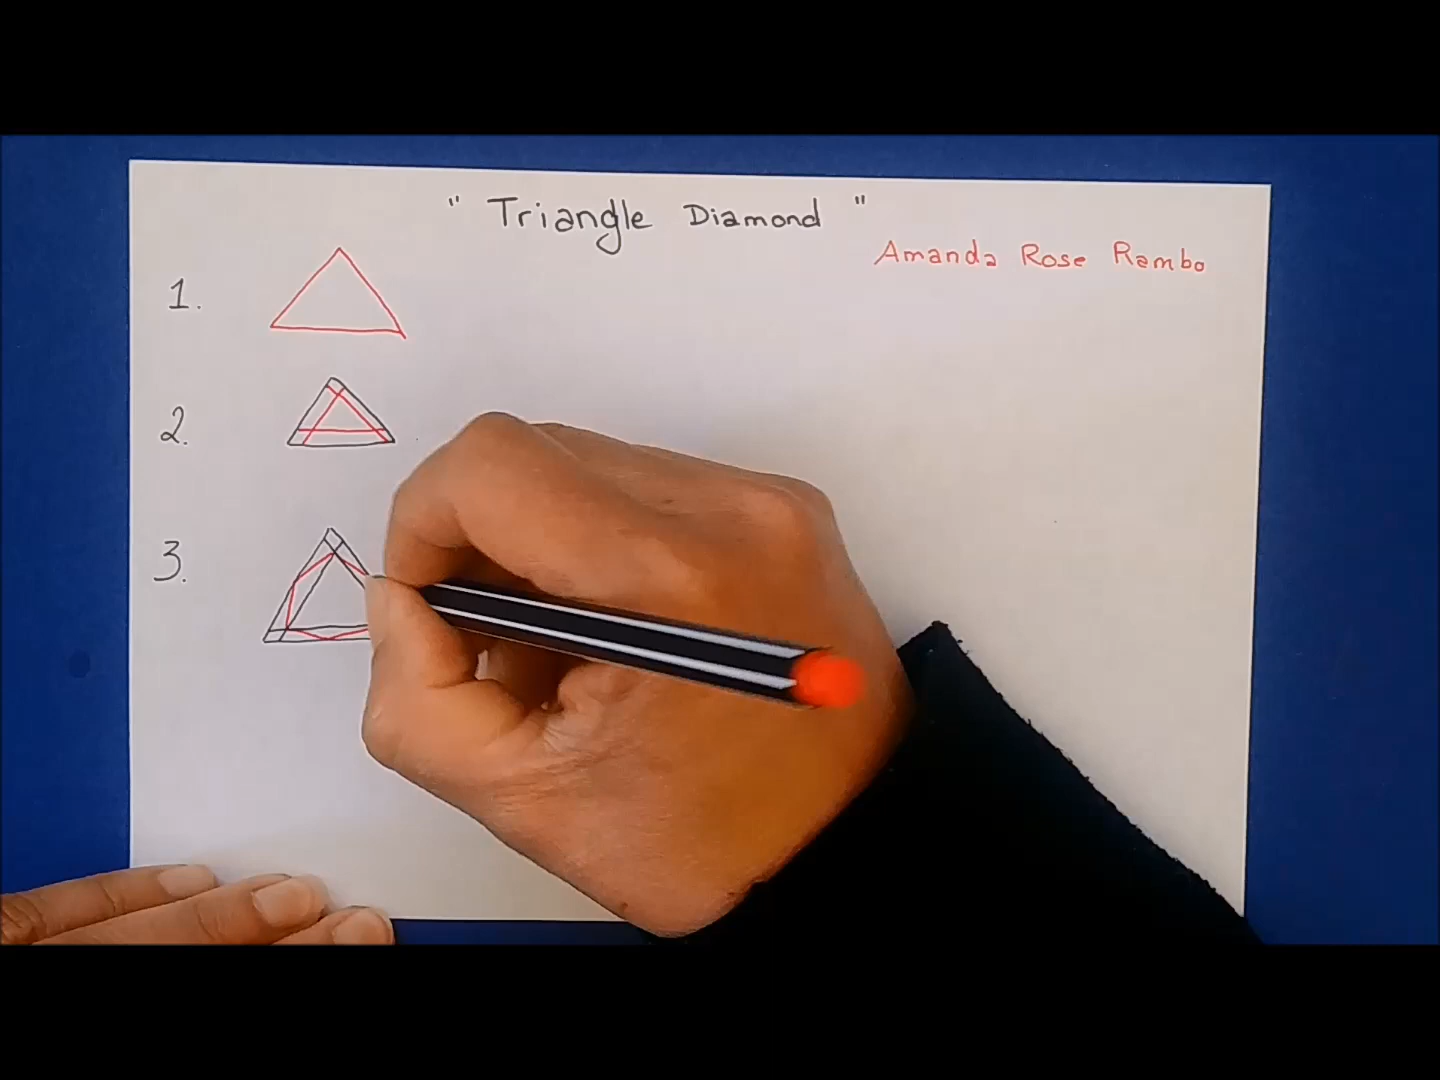 " Triangle Diamond "
Amanda Rose Rambo
1.
2.
3.